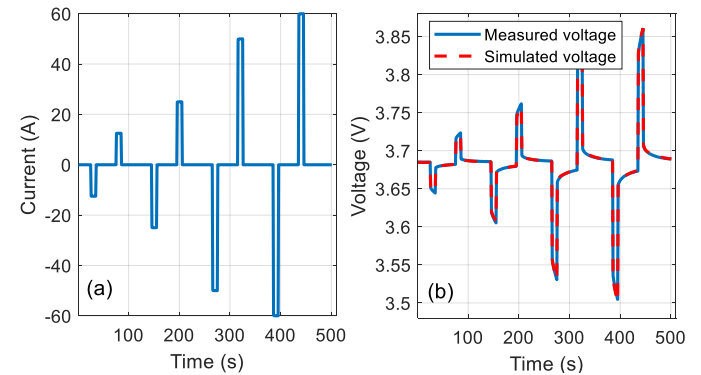 60
40
20
0
-20
-40
-60
Current (A)
(a)
100 200 300 400 500
Time (s)
Measured voltage
Simulated voltage
3.85
3.8
3.75
3.7
3.65
3.6
3.55
3.5
Voltage (V)
(b)
100 200 300 400 500
Time (s)